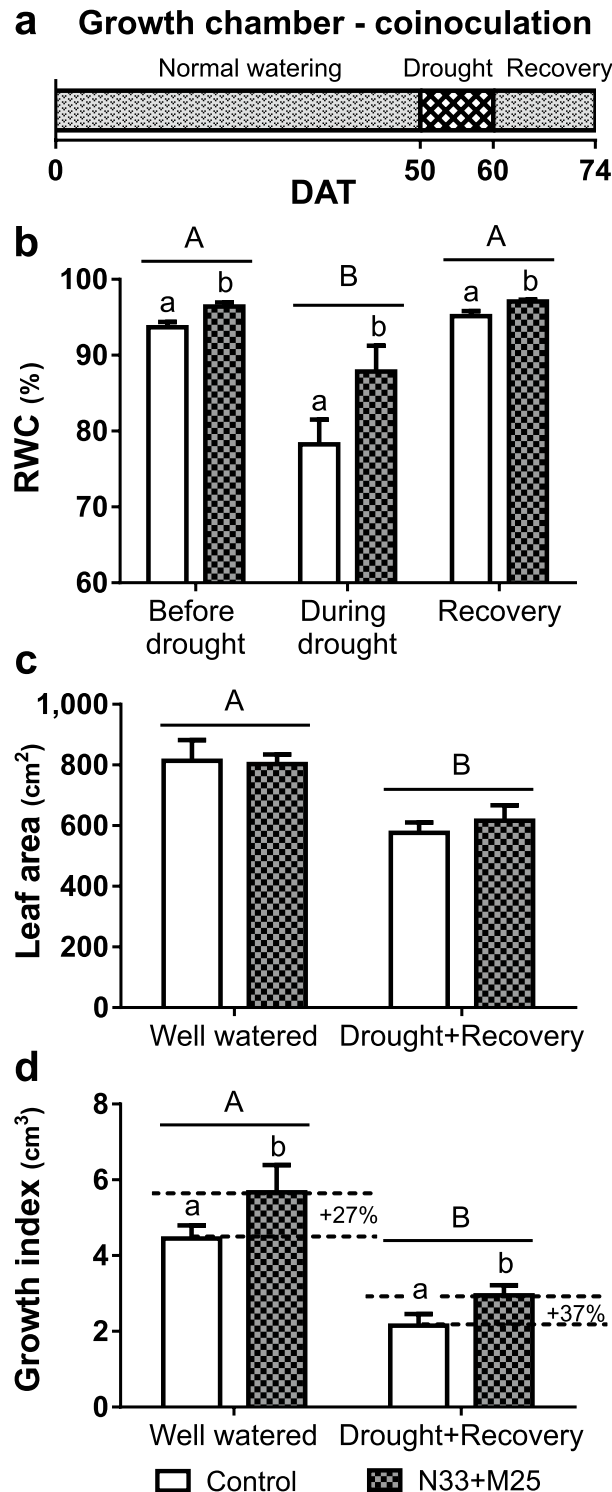 a Growth chamber - coinoculation
Normal watering Drought Recovery
0 50 60 74
DAT
b
A B A
a b a b a b
RWC (%)
100
90
80
70
60
Before drought
During drought
Recovery
c
A B
Leaf area (cm²)
1,000
800
600
400
200
0
Well watered Drought+Recovery
d
A B
a b a b
+27%
+37%
Growth index (cm³)
8
6
4
2
0
Well watered Drought+Recovery
Control N33+M25